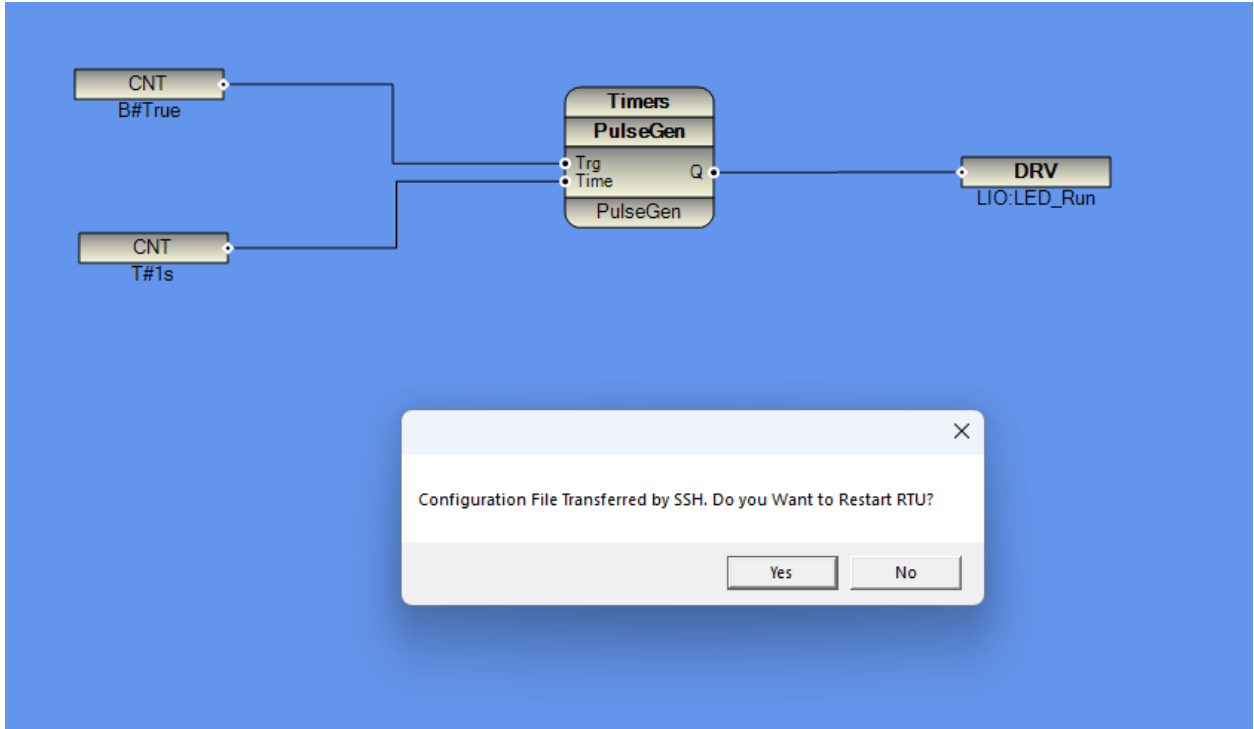 CNT
B#True
Timers
PulseGen
Trg
Time
Q
PulseGen
DRV
LIO:LED_Run
CNT
T#1s
Configuration File Transferred by SSH. Do you Want to Restart RTU?
Yes
No